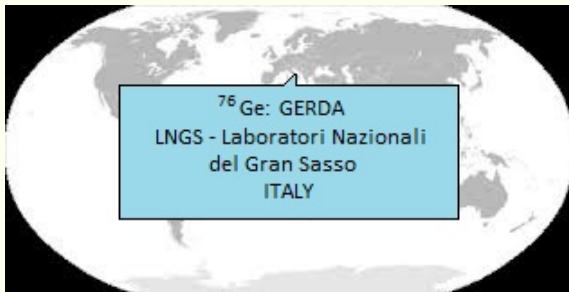 ⁷⁶Ge: GERDA
LNGS - Laboratori Nazionali
del Gran Sasso
ITALY